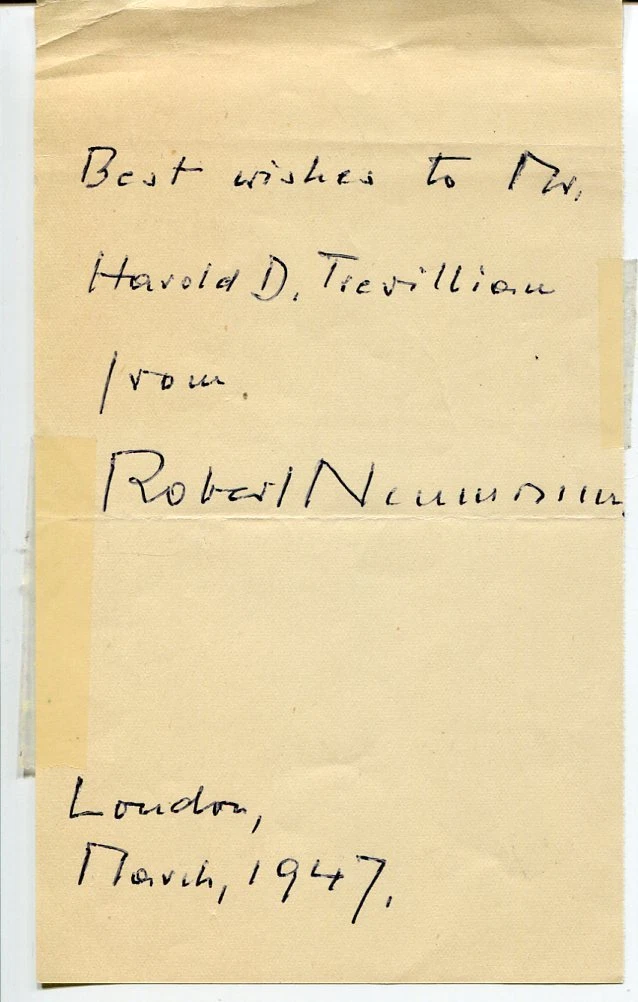 Best wishes to Mr.
Harold D. Trevillian
from
Robert Neumann.
London,
March, 1947.